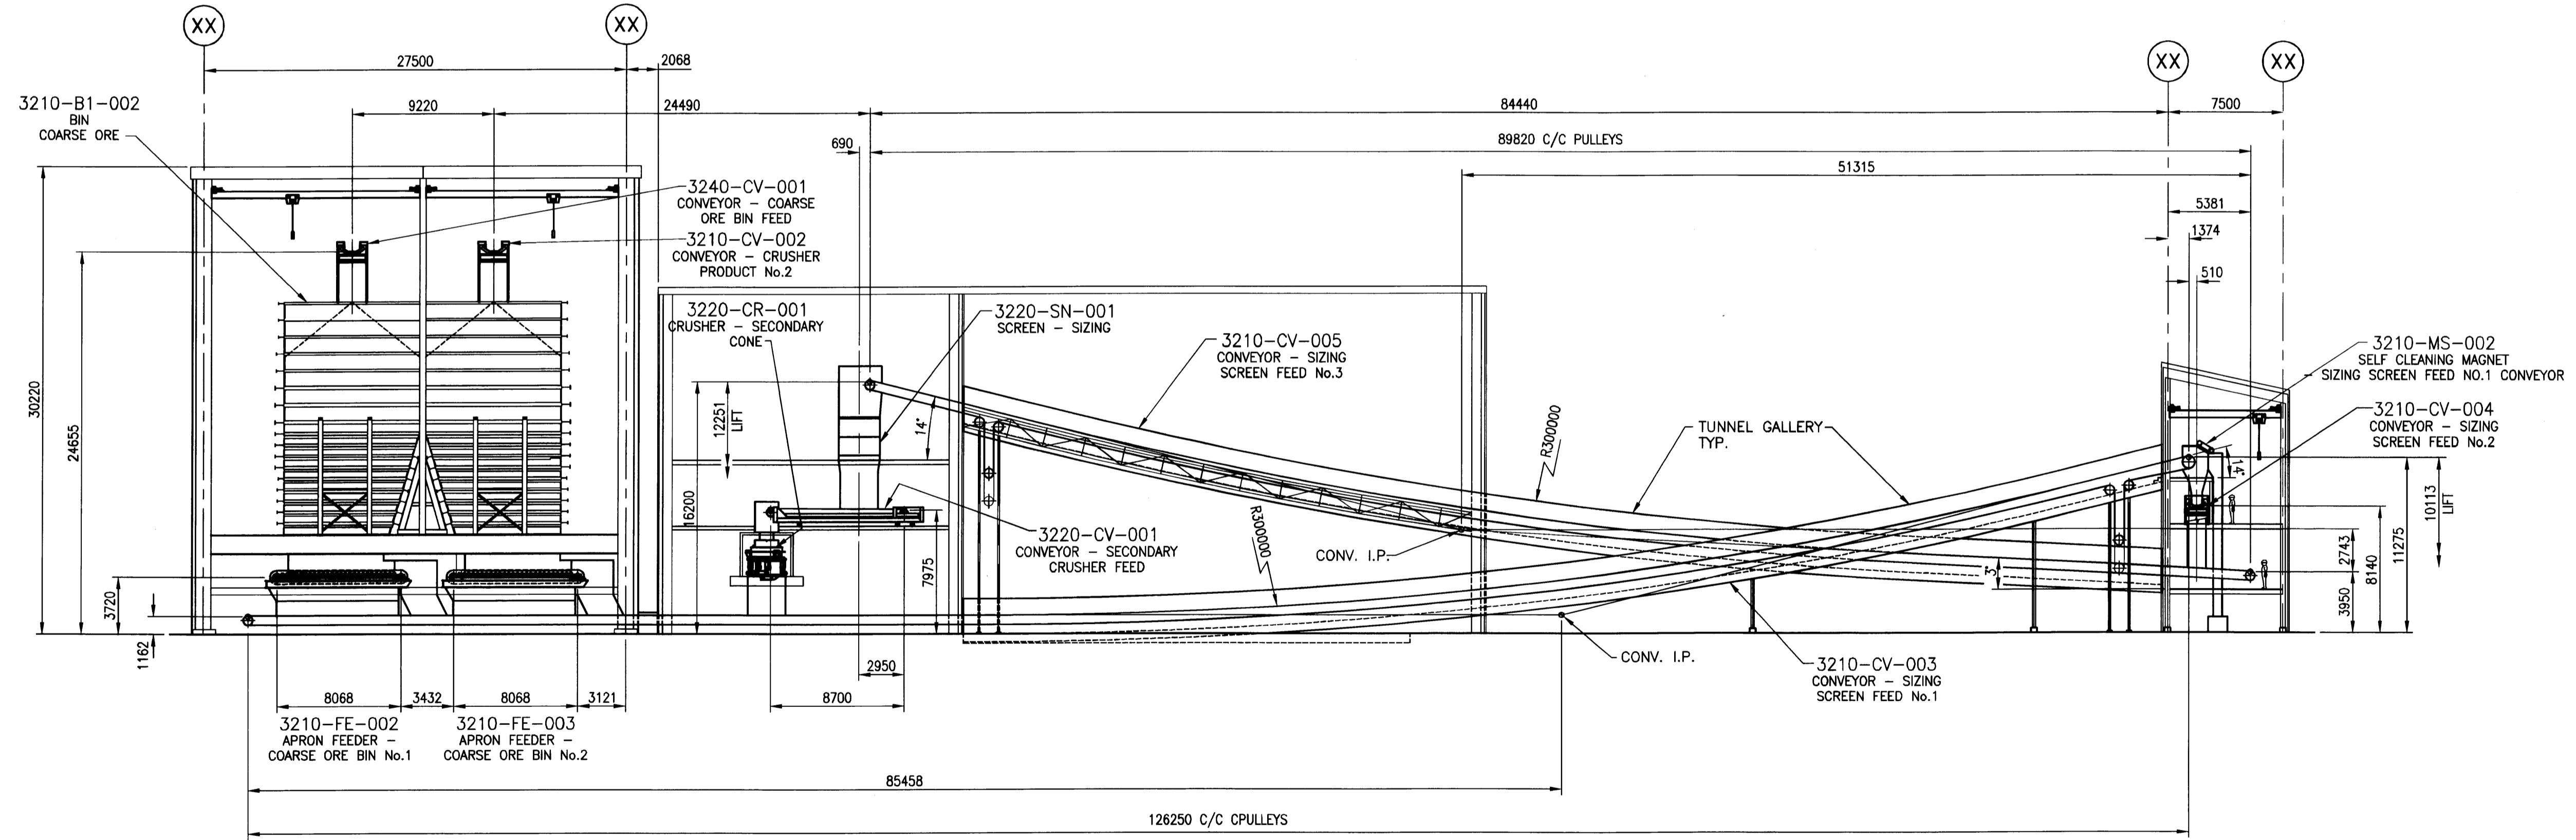 XX
XX
XX
XX
27500
2068
9220
24490
84440
7500
690
89820 C/C PULLEYS
51315
5381
1374
510
3210-B1-002
BIN
COARSE ORE
3240-CV-001
CONVEYOR - COARSE
ORE BIN FEED
3210-CV-002
CONVEYOR - CRUSHER
PRODUCT No.2
3220-CR-001
CRUSHER - SECONDARY
CONE
3220-SN-001
SCREEN - SIZING
3210-CV-005
CONVEYOR - SIZING
SCREEN FEED No.3
3210-MS-002
SELF CLEANING MAGNET
- SIZING SCREEN FEED NO.1 CONVEYOR
3210-CV-004
CONVEYOR - SIZING
SCREEN FEED No.2
30220
24655
12251
LIFT
16200
14°
R300000
TUNNEL GALLERY
TYP.
14°
10113
LIFT
11275
2743
8140
3950
3°
3220-CV-001
CONVEYOR - SECONDARY
CRUSHER FEED
R300000
CONV. I.P.
7975
3720
1162
CONV. I.P.
3210-CV-003
CONVEYOR - SIZING
SCREEN FEED No.1
2950
8700
8068
3432
8068
3121
3210-FE-002
APRON FEEDER -
COARSE ORE BIN No.1
3210-FE-003
APRON FEEDER -
COARSE ORE BIN No.2
85458
126250 C/C CPULLEYS